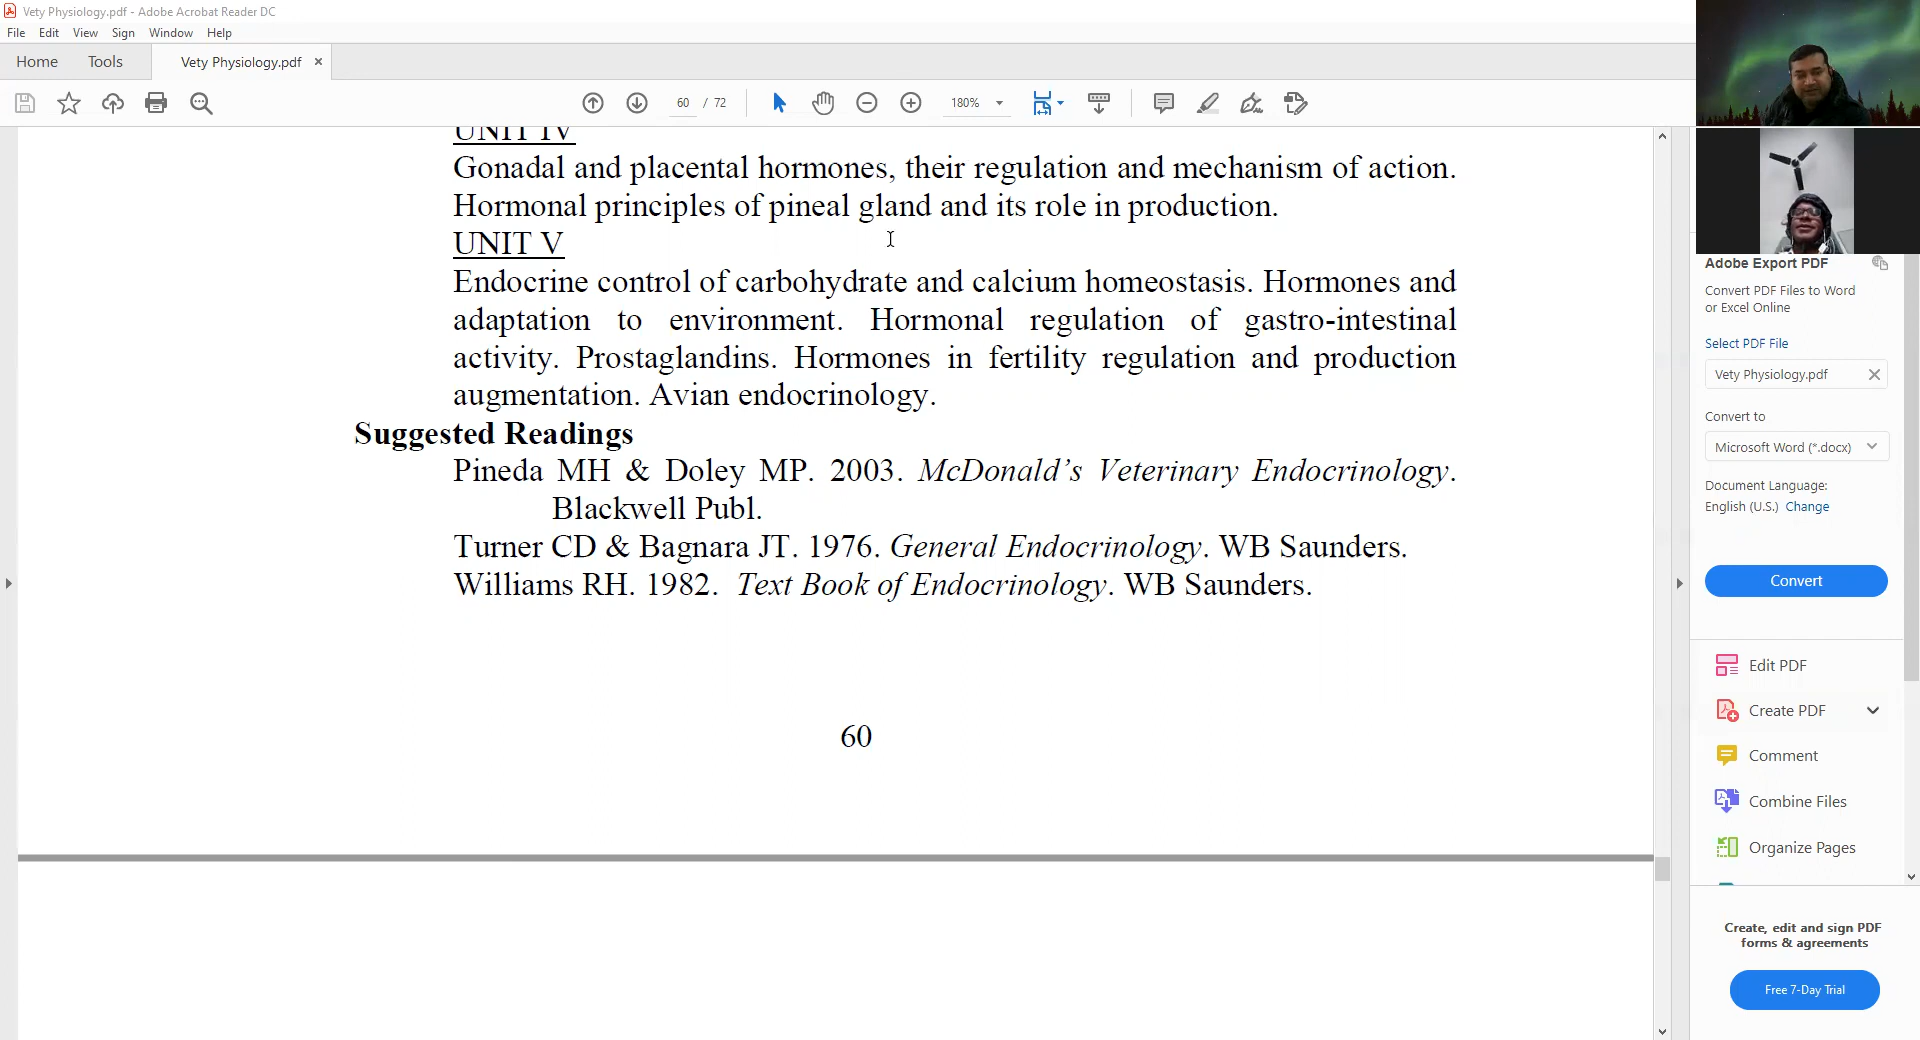 Vety Physiology.pdf - Adobe Acrobat Reader DC
File Edit View Sign Window Help
Home Tools Vety Physiology.pdf ×
60 / 72 180%
UNIT IV
Gonadal and placental hormones, their regulation and mechanism of action.
Hormonal principles of pineal gland and its role in production.
UNIT V
Endocrine control of carbohydrate and calcium homeostasis. Hormones and
adaptation to environment. Hormonal regulation of gastro-intestinal
activity. Prostaglandins. Hormones in fertility regulation and production
augmentation. Avian endocrinology.
Suggested Readings
Pineda MH & Doley MP. 2003. McDonald's Veterinary Endocrinology.
Blackwell Publ.
Turner CD & Bagnara JT. 1976. General Endocrinology. WB Saunders.
Williams RH. 1982. Text Book of Endocrinology. WB Saunders.
60
Adobe Export PDF
Convert PDF Files to Word
or Excel Online
Select PDF File
Vety Physiology.pdf
Convert to
Microsoft Word (*.docx)
Document Language:
English (U.S.) Change
Convert
Edit PDF
Create PDF
Comment
Combine Files
Organize Pages
Create, edit and sign PDF
forms & agreements
Free 7-Day Trial